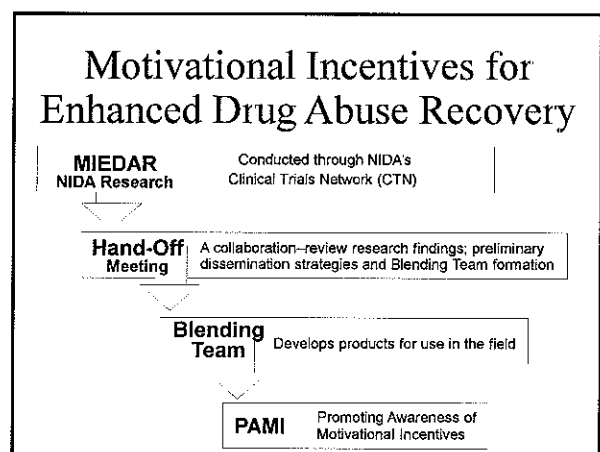 Motivational Incentives for
Enhanced Drug Abuse Recovery
MIEDAR
NIDA Research
Conducted through NIDA's
Clinical Trials Network (CTN)
Hand-Off
Meeting
A collaboration–review research findings; preliminary
dissemination strategies and Blending Team formation
Blending
Team
Develops products for use in the field
PAMI
Promoting Awareness of
Motivational Incentives